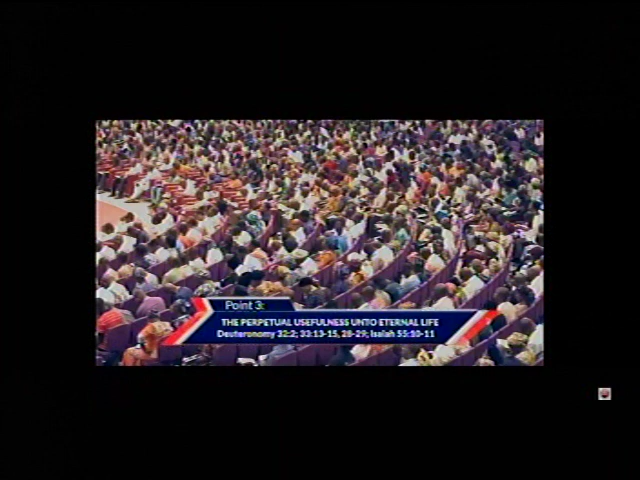 Point 3:
THE PERPETUAL USEFULNESS UNTO ETERNAL LIFE
Deuteronomy 32:2; 33:13-15, 28-29; Isaiah 55:10-11